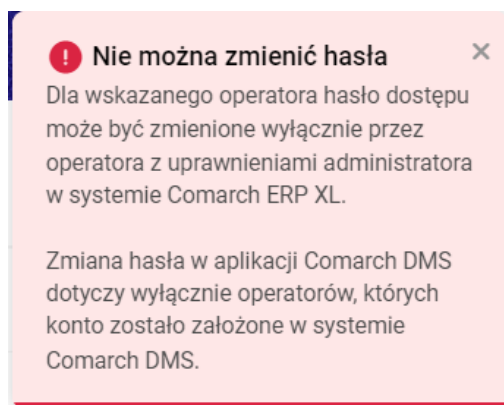 Nie można zmienić hasła
Dla wskazanego operatora hasło dostępu
może być zmienione wyłącznie przez
operatora z uprawnieniami administratora
w systemie Comarch ERP XL.
Zmiana hasła w aplikacji Comarch DMS
dotyczy wyłącznie operatorów, których
konto zostało założone w systemie
Comarch DMS.